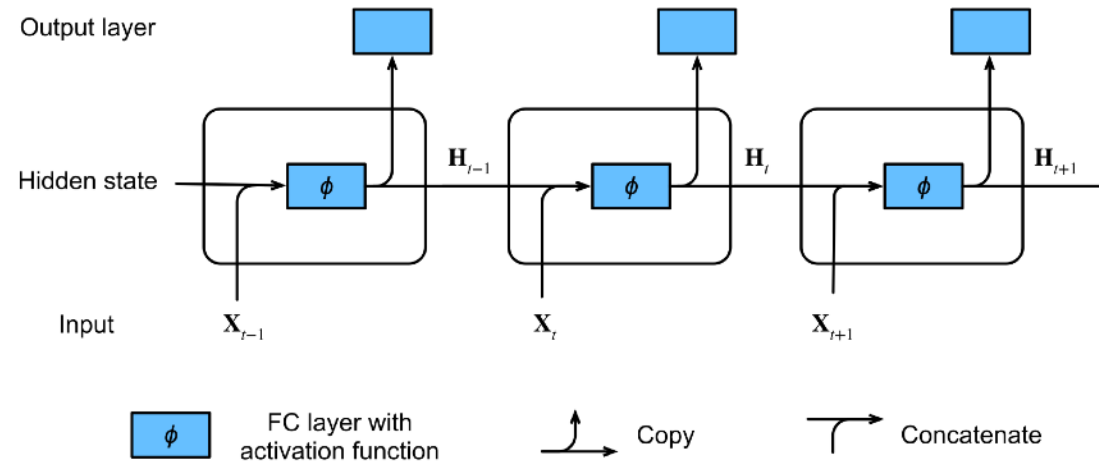 Output layer
H_{t-1} H_t H_{t+1}
Hidden state ϕ ϕ ϕ
Input X_{t-1} X_t X_{t+1}
ϕ FC layer with
activation function
Copy
Concatenate